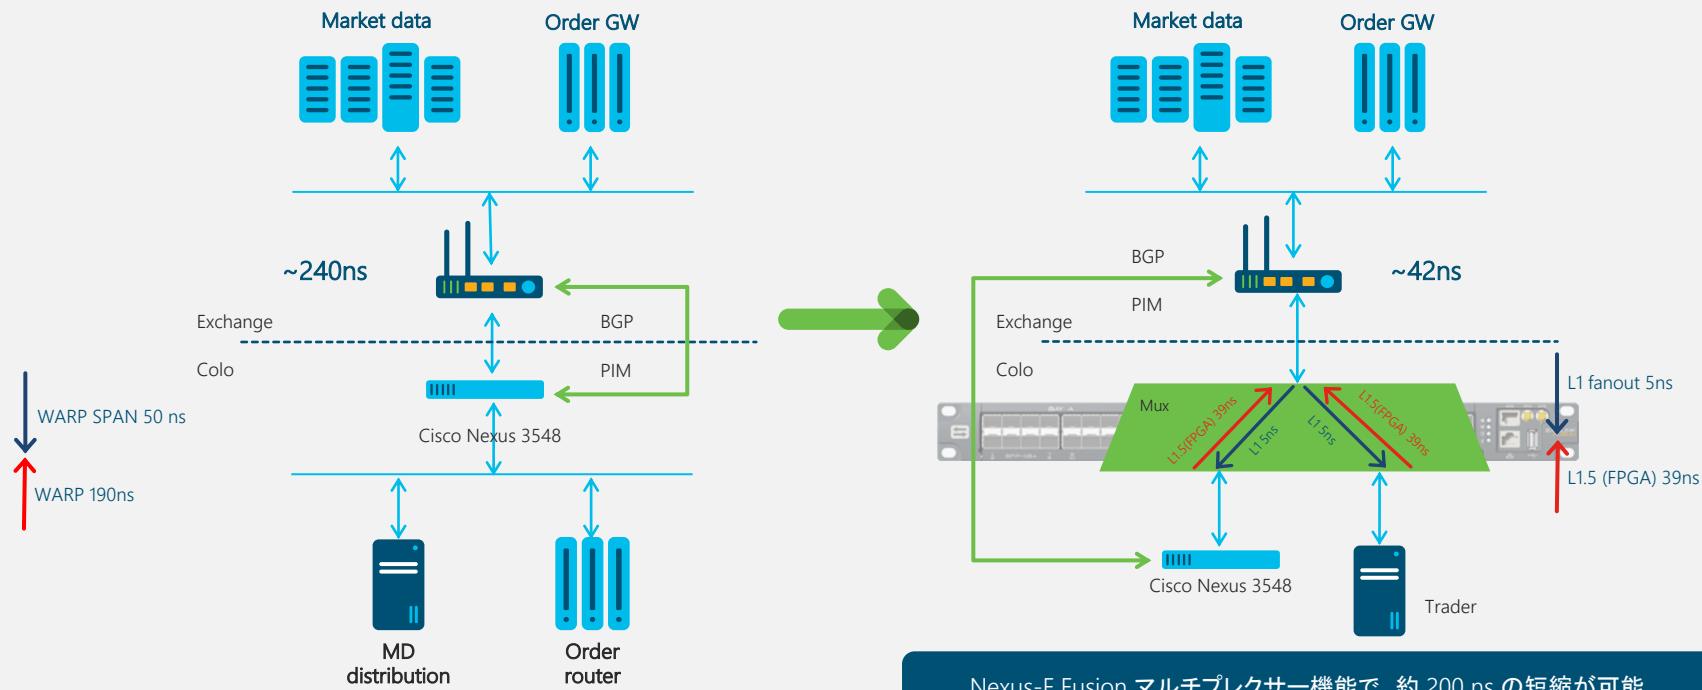 Market data
Order GW
~240ns
Exchange
BGP
Colo
PIM
WARP SPAN 50 ns
Cisco Nexus 3548
WARP 190ns
MD
distribution
Order
router
Market data
Order GW
BGP
~42ns
PIM
Exchange
Colo
L1 fanout 5ns
Mux
L1.5(FPGA) 39ns
L1 5ns
L1 5ns
L1.5(FPGA) 39ns
L1.5 (FPGA) 39ns
Cisco Nexus 3548
Trader
Nexus-F Fusion マルチプレクサー機能で、約 200 ns の短縮が可能